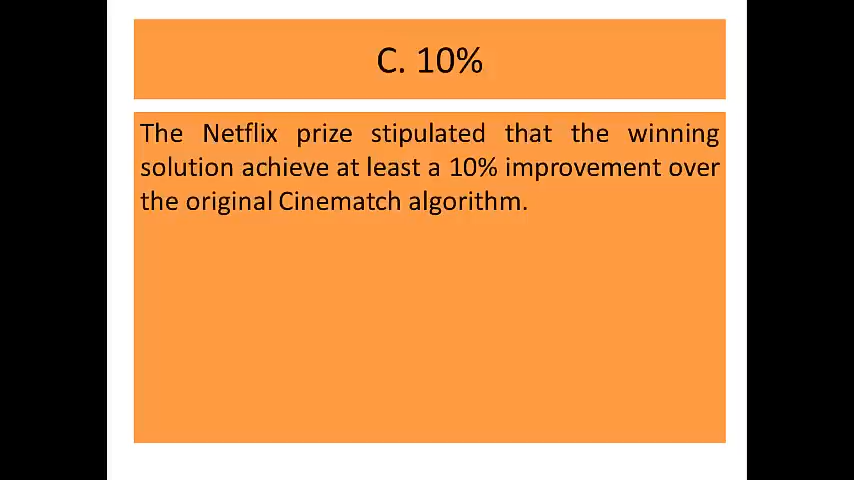 C. 10%
The Netflix prize stipulated that the winning
solution achieve at least a 10% improvement over
the original Cinematch algorithm.